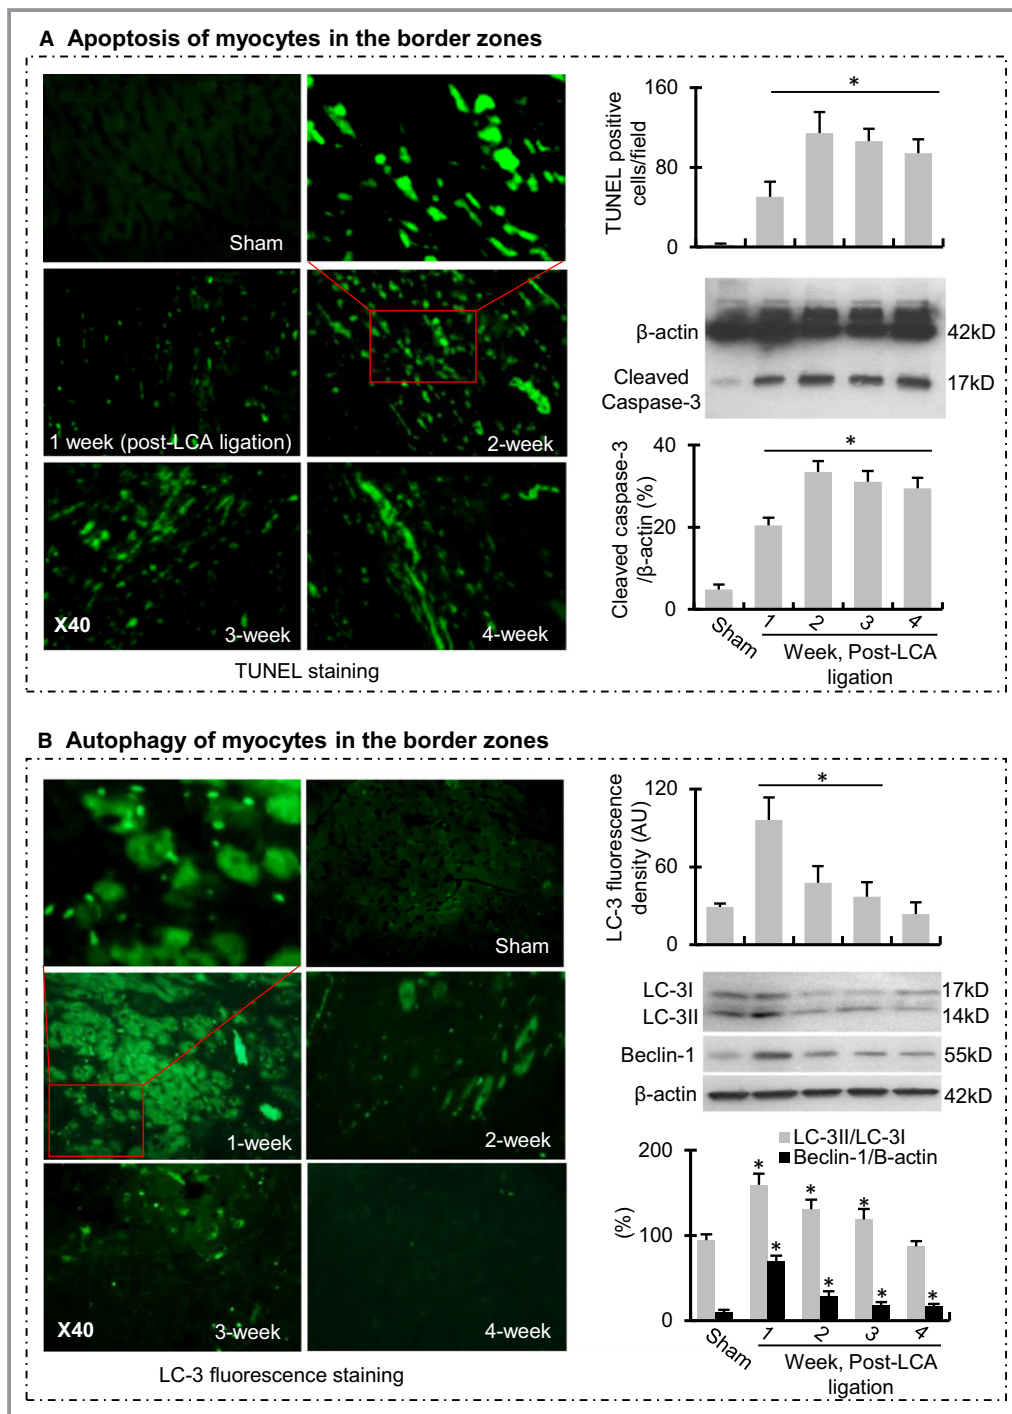 A Apoptosis of myocytes in the border zones
Sham
1 week (post-LCA ligation)
2-week
X40
3-week
4-week
TUNEL staining
TUNEL positive
cells/field
160
80
0
*
β-actin
42kD
Cleaved
Caspase-3
17kD
Cleaved caspase-3
/β-actin (%)
40
20
0
*
Sham
1
2
3
4
Week, Post-LCA
ligation
B Autophagy of myocytes in the border zones
Sham
1-week
2-week
X40
3-week
4-week
LC-3 fluorescence staining
LC-3 fluorescence
density (AU)
120
60
0
*
LC-3I
17kD
LC-3II
14kD
Beclin-1
55kD
β-actin
42kD
LC-3II/LC-3I
Beclin-1/B-actin
(%)
200
100
0
*
*
*
*
*
*
*
Sham
1
2
3
4
Week, Post-LCA
ligation